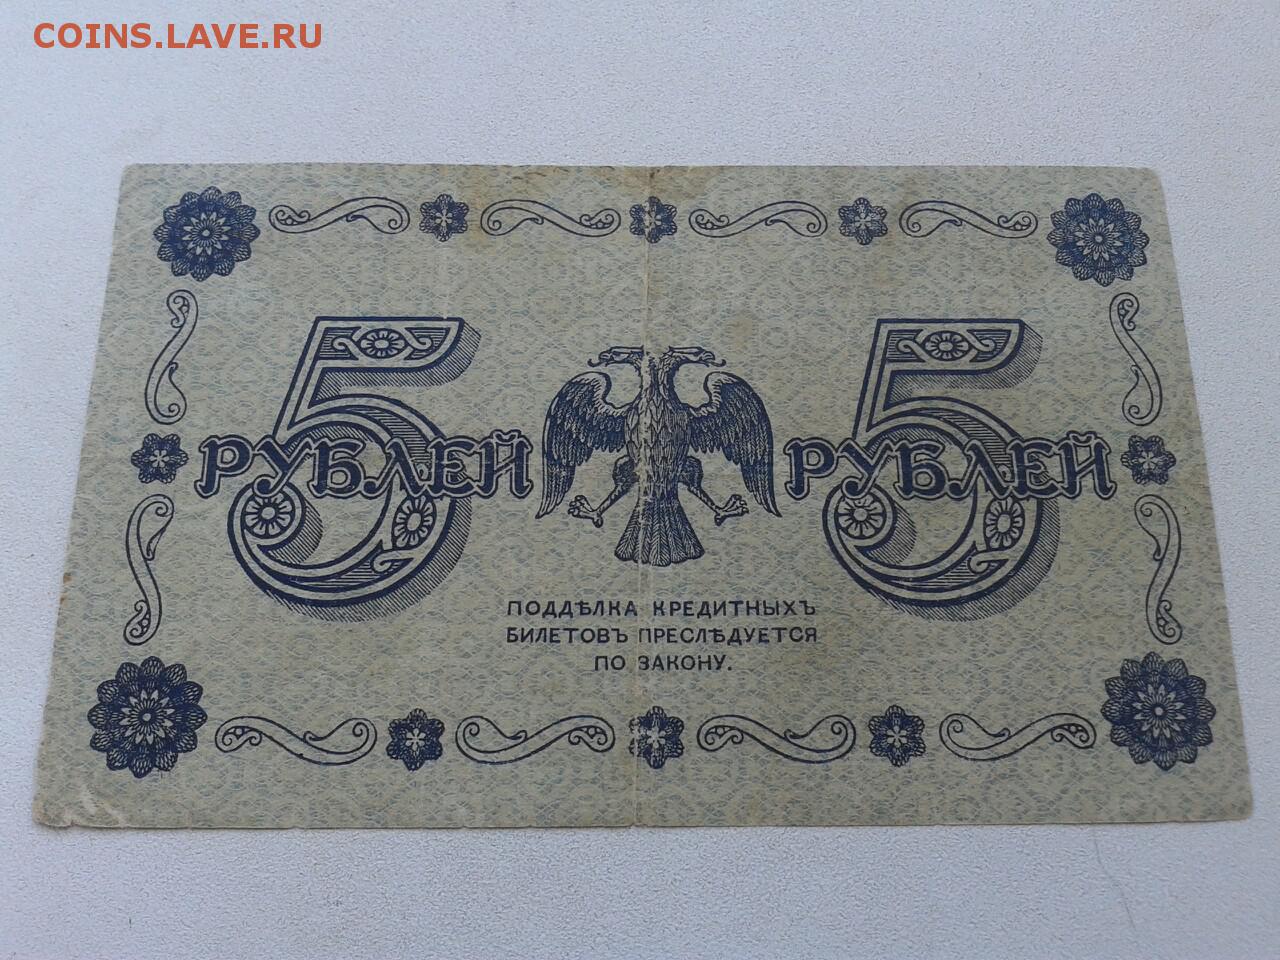 COINS.LAVE.RU
5 5
РУБЛЕЙ РУБЛЕЙ
ПОДДѢЛКА КРЕДИТНЫХЪ
БИЛЕТОВЪ ПРЕСЛѢДУЕТСЯ
ПО ЗАКОНУ.